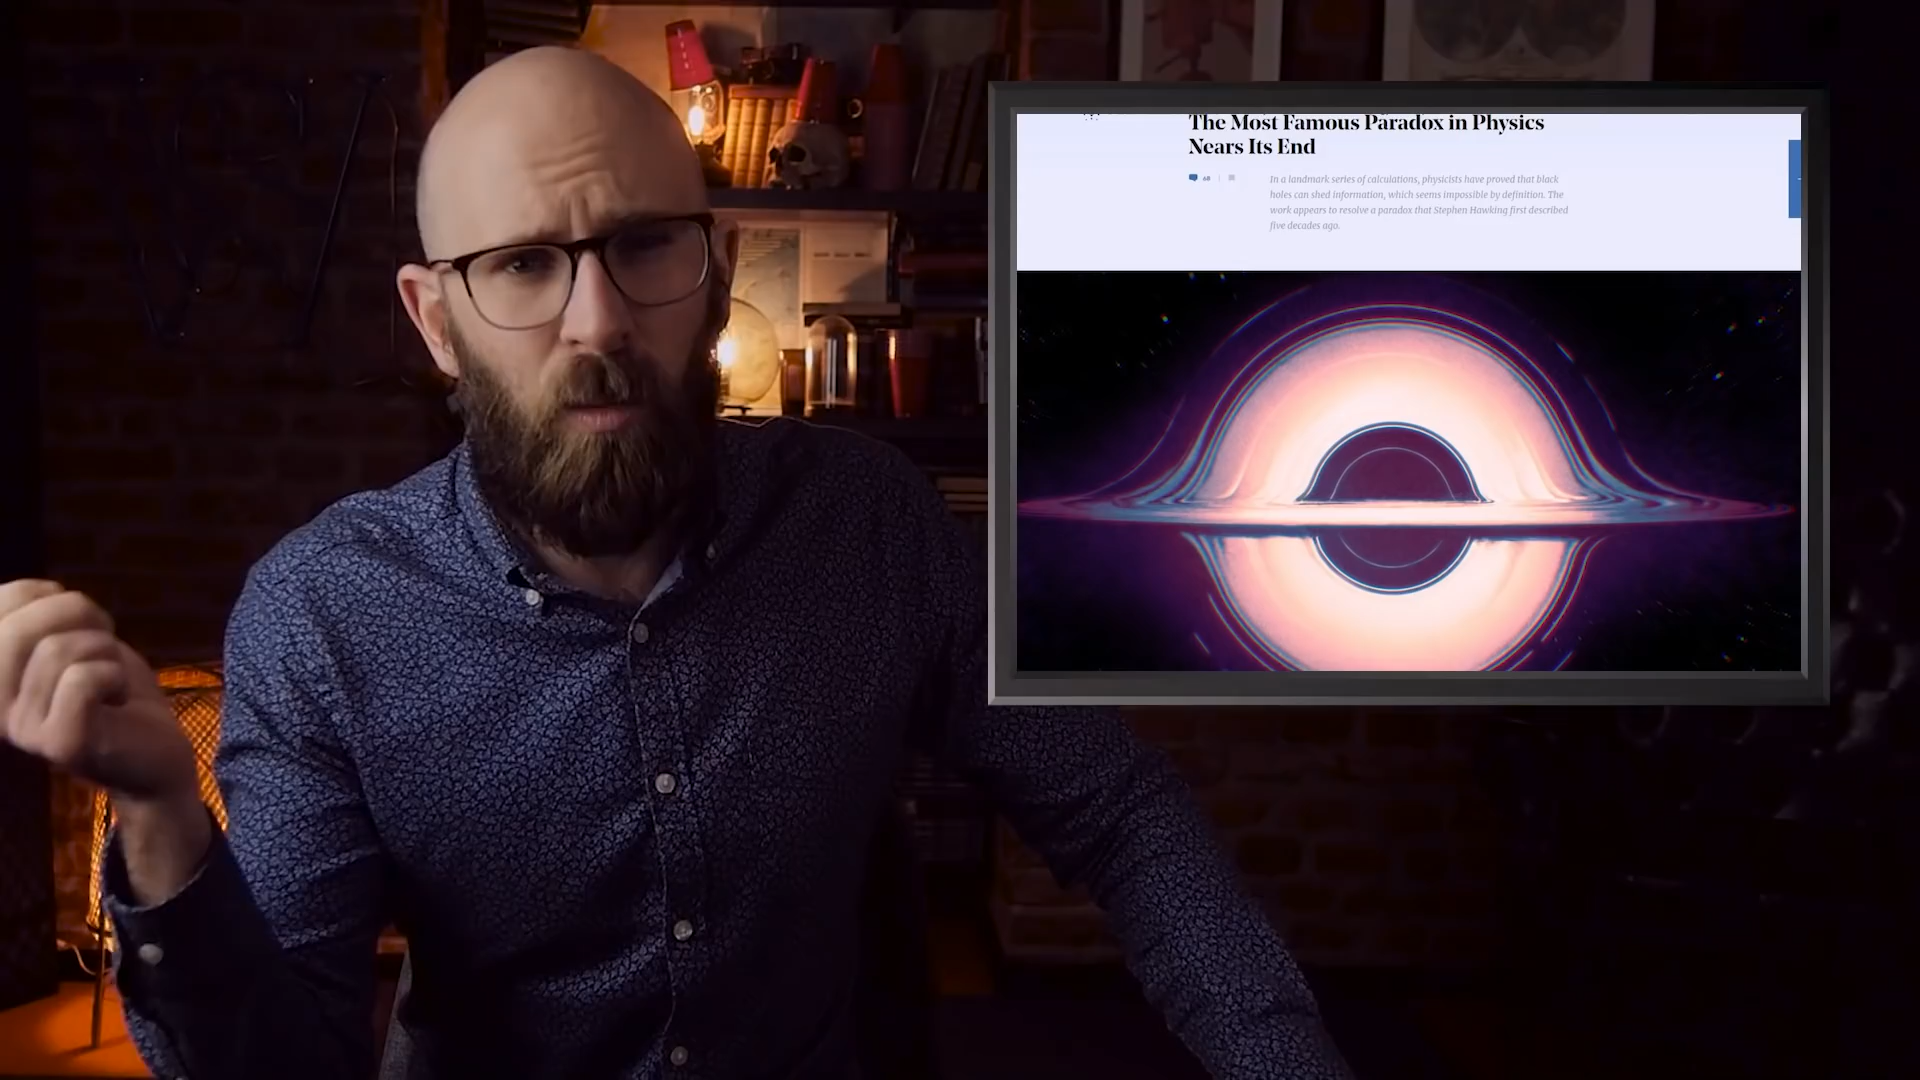 The Most Famous Paradox in Physics
Nears Its End
68
In a landmark series of calculations, physicists have proved that black
holes can shed information, which seems impossible by definition. The
work appears to resolve a paradox that Stephen Hawking first described
five decades ago.